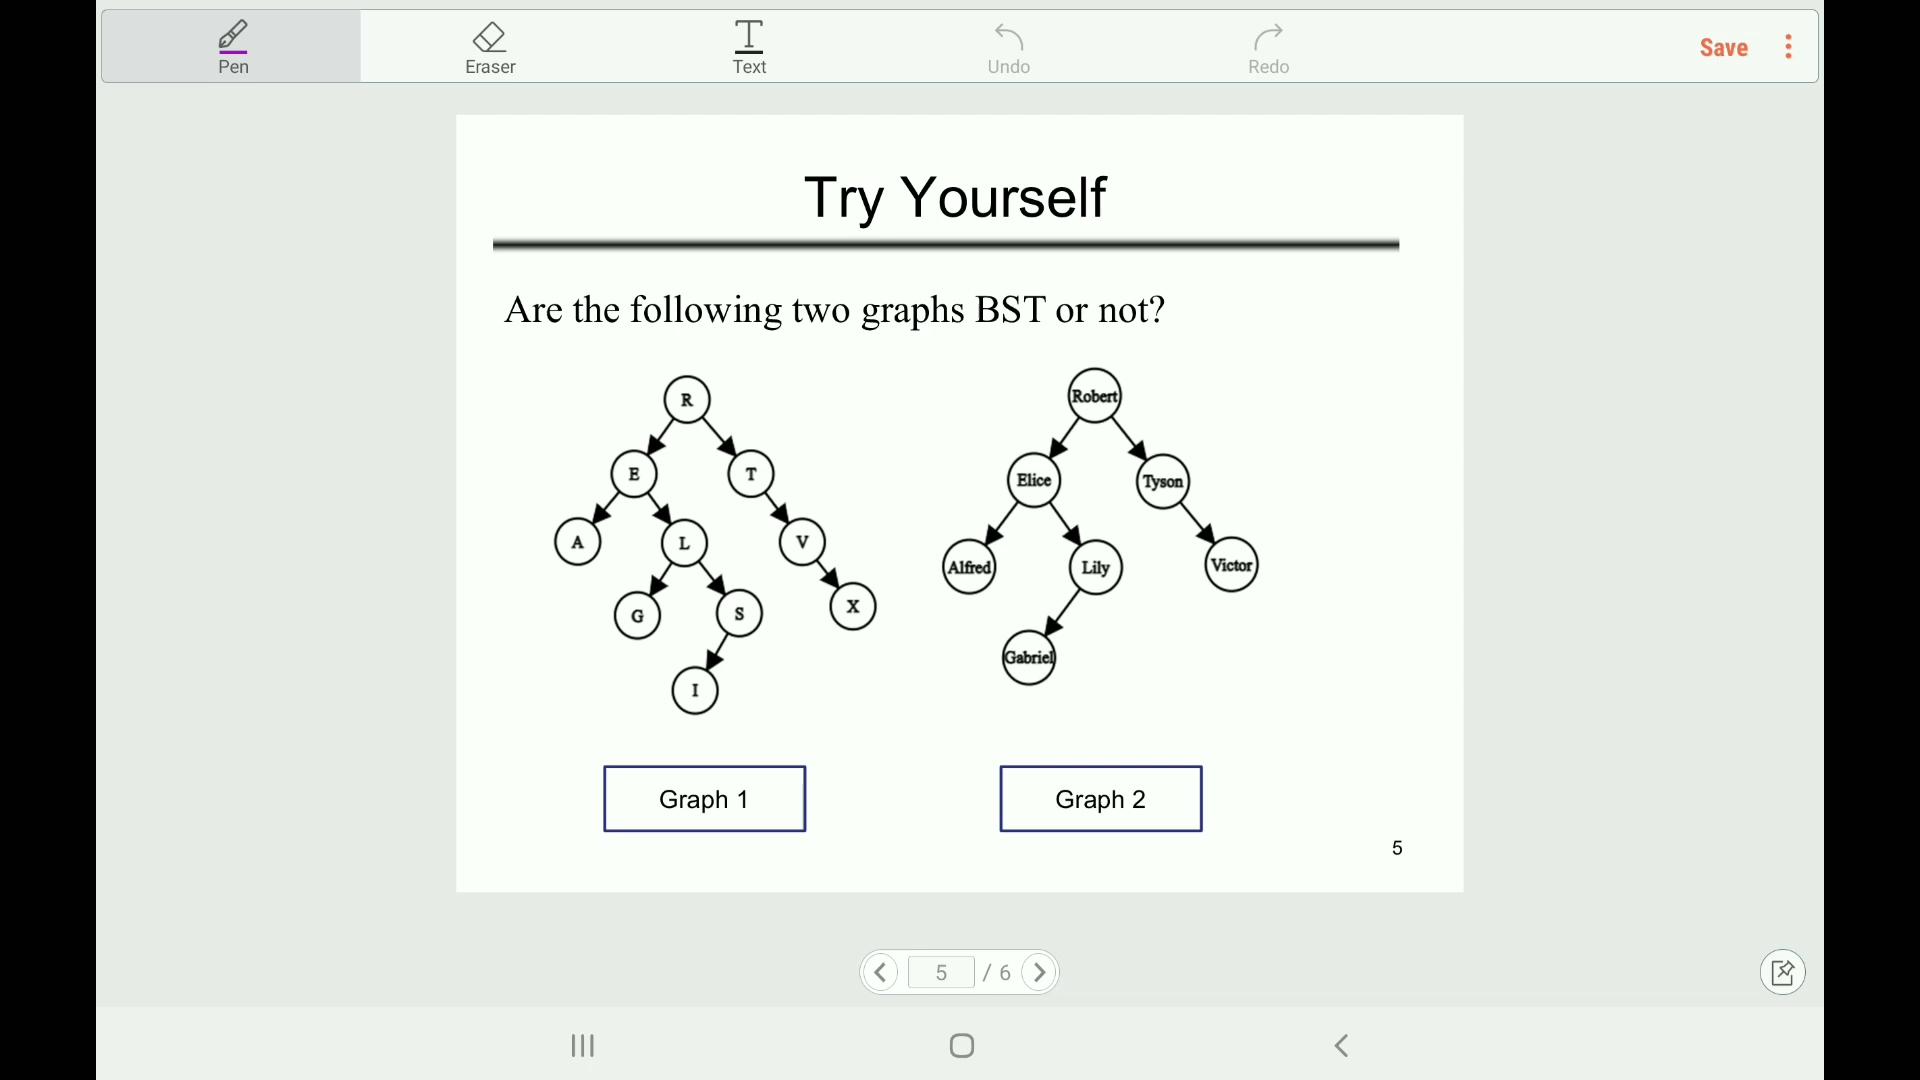 Pen
Eraser
Text
Undo
Redo
Save
Try Yourself
Are the following two graphs BST or not?
R
E
T
A
L
V
G
S
X
I
Robert
Elice
Tyson
Alfred
Lily
Victor
Gabriel
Graph 1
Graph 2
5
5 / 6